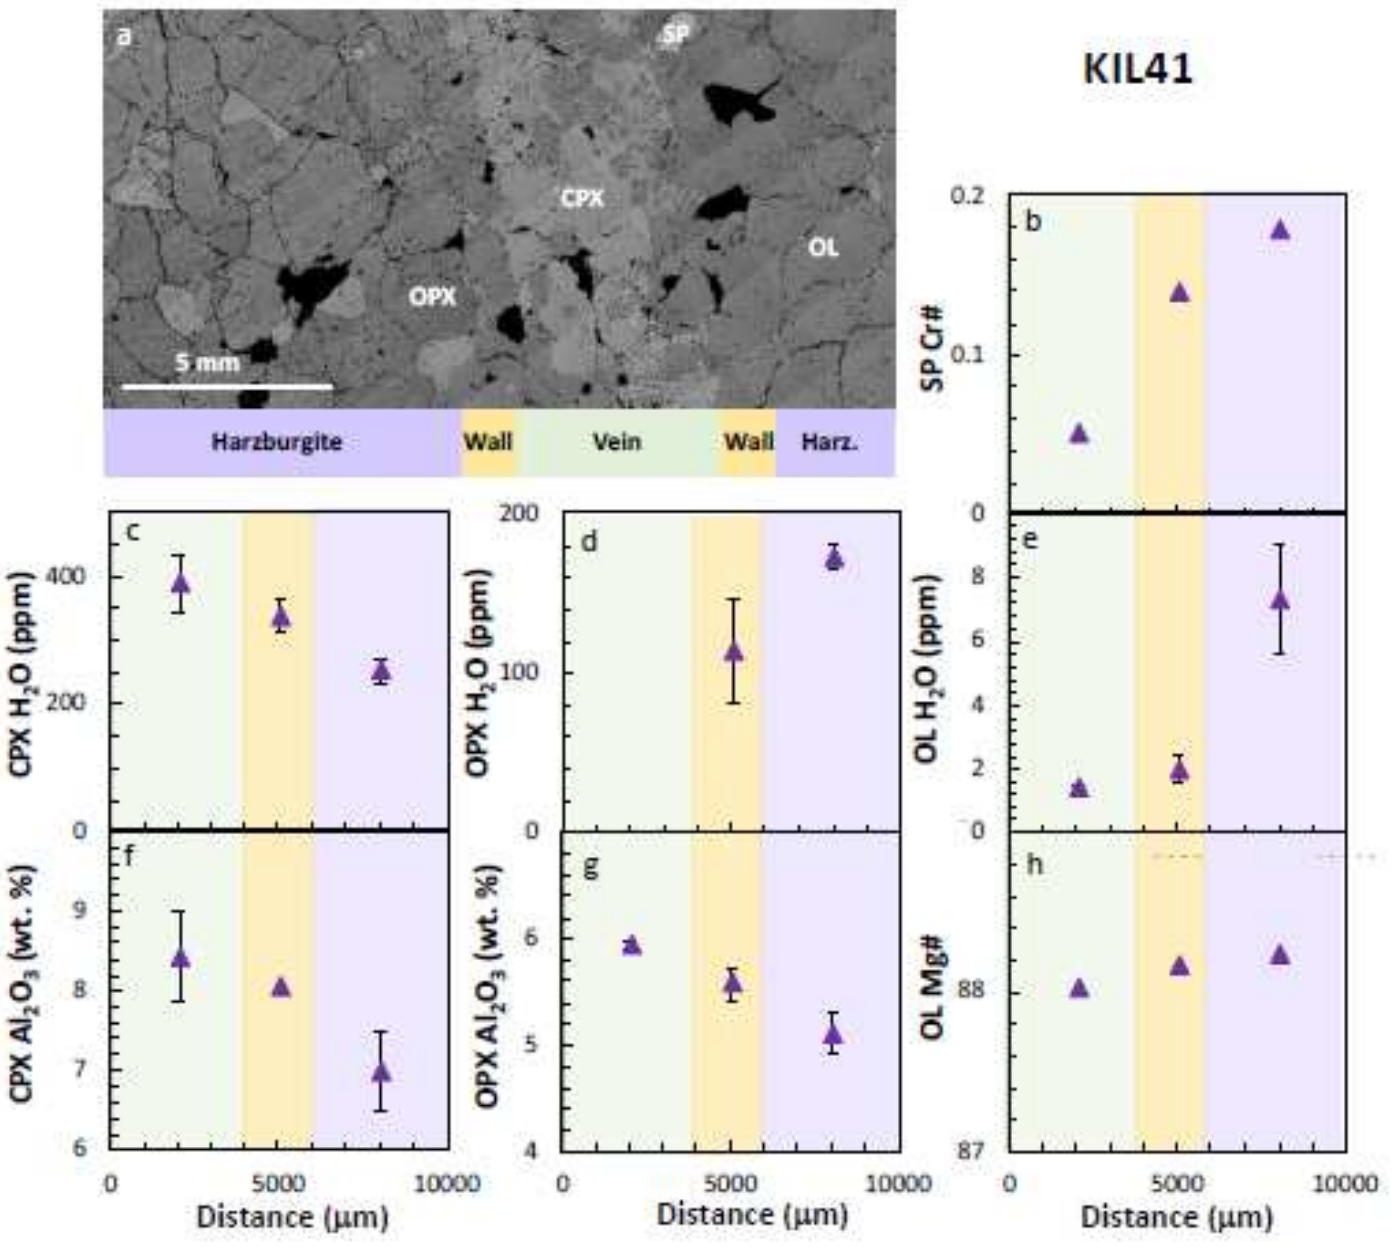 a
SP
KIL41
CPX
OL
OPX
5 mm
Harzburgite Wall Vein Wall Harz.
b
SP Cr#
0.2
0.1
0
c
CPX H₂O (ppm)
400
200
0
d
OPX H₂O (ppm)
200
100
0
e
OL H₂O (ppm)
8
6
4
2
0
f
CPX Al₂O₃ (wt. %)
9
8
7
6
0 5000 10000
Distance (μm)
g
OPX Al₂O₃ (wt. %)
6
5
4
0 5000 10000
Distance (μm)
h
OL Mg#
88
87
0 5000 10000
Distance (μm)